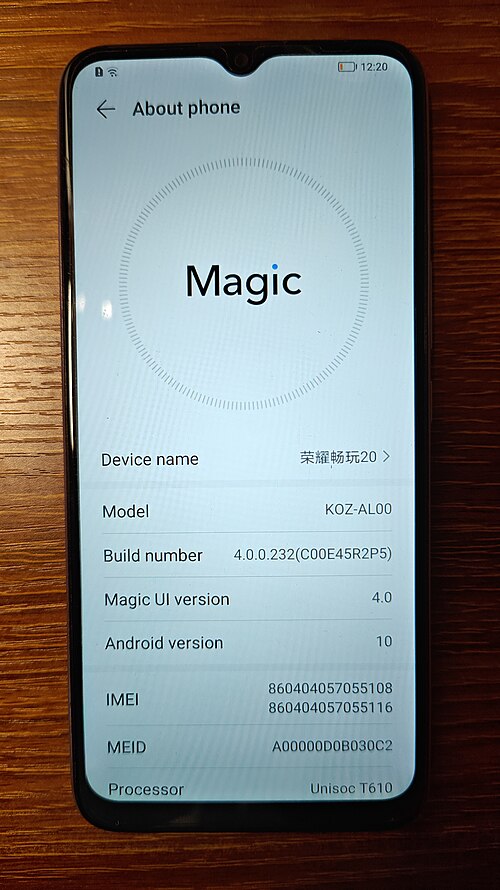 12:20
About phone
Magic
Device name 荣耀畅玩20
Model KOZ-AL00
Build number 4.0.0.232(C00E45R2P5)
Magic UI version 4.0
Android version 10
IMEI 860404057055108
860404057055116
MEID A00000D0B030C2
Processor Unisoc T610